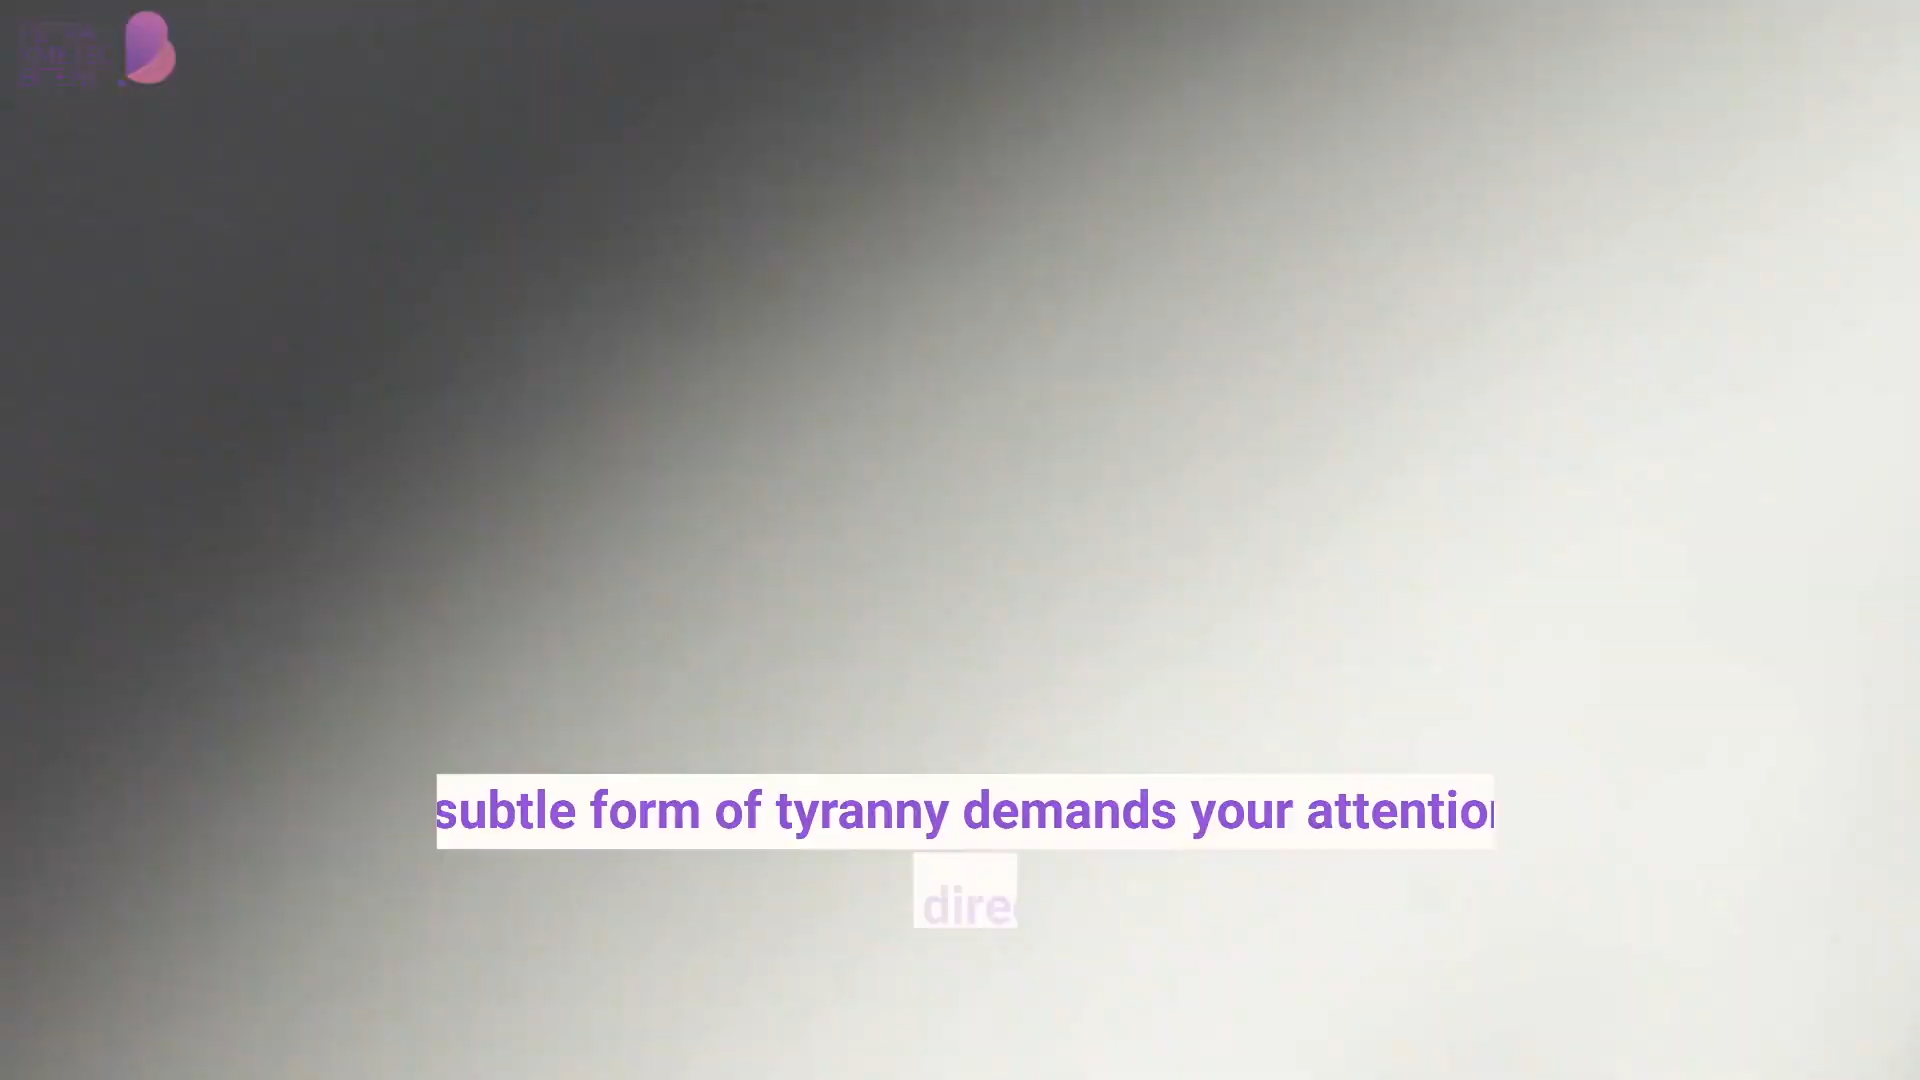 subtle form of tyranny demands your attention
dire